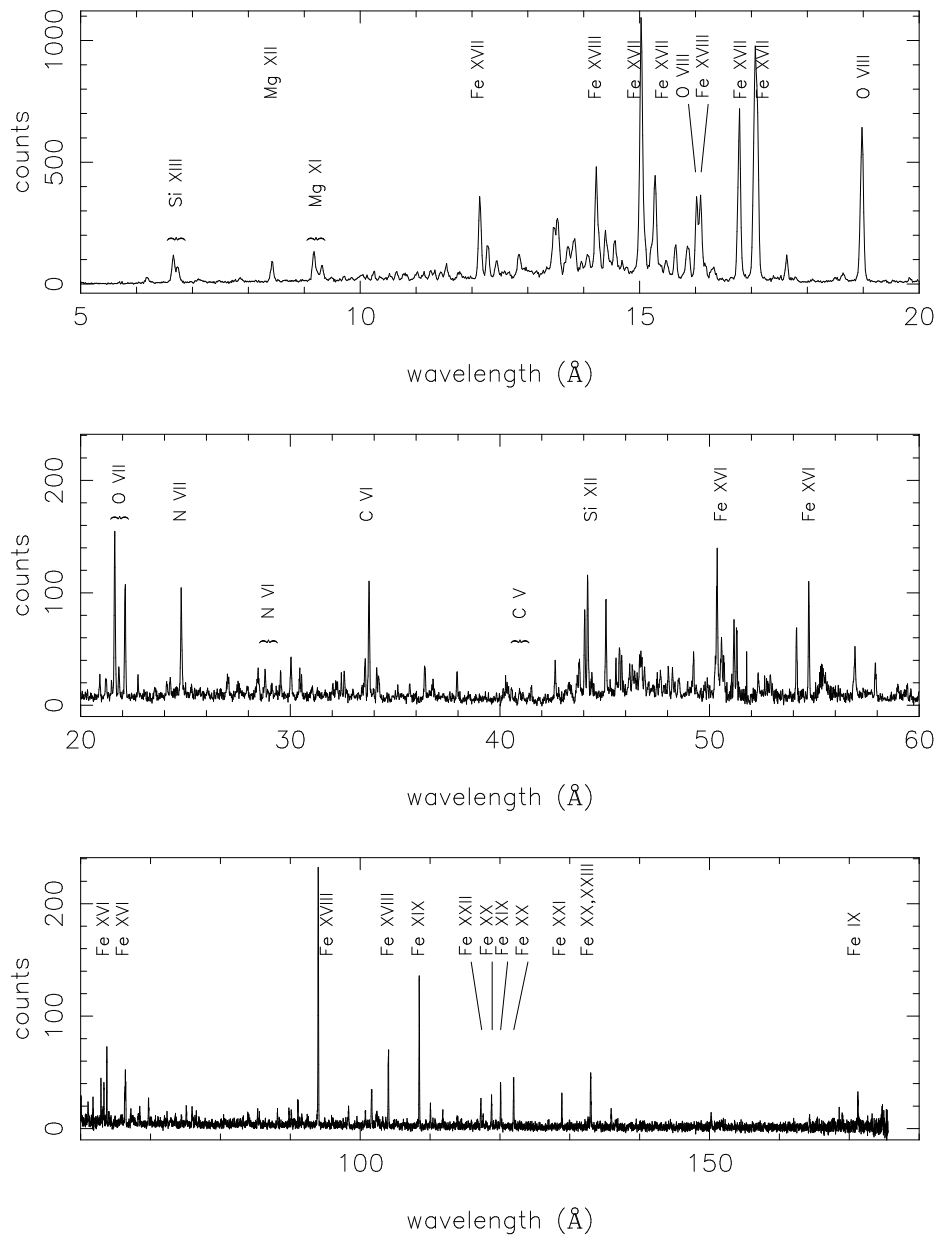 counts
1000
500
0
Si XIII
Mg XII
Mg XI
Fe XVII
Fe XVIII
Fe XVII
Fe XVII
O VIII
Fe XVIII
Fe XVII
Fe XVII
O VIII
5 10 15 20
wavelength (Å)
counts
200
100
0
O VII
N VII
N VI
C VI
C V
Si XII
Fe XVI
Fe XVI
20 30 40 50 60
wavelength (Å)
counts
200
100
0
Fe XVI
Fe XVI
Fe XVIII
Fe XVIII
Fe XIX
Fe XXII
Fe XX
Fe XIX
Fe XX
Fe XXI
Fe XX,XXIII
Fe IX
100 150
wavelength (Å)